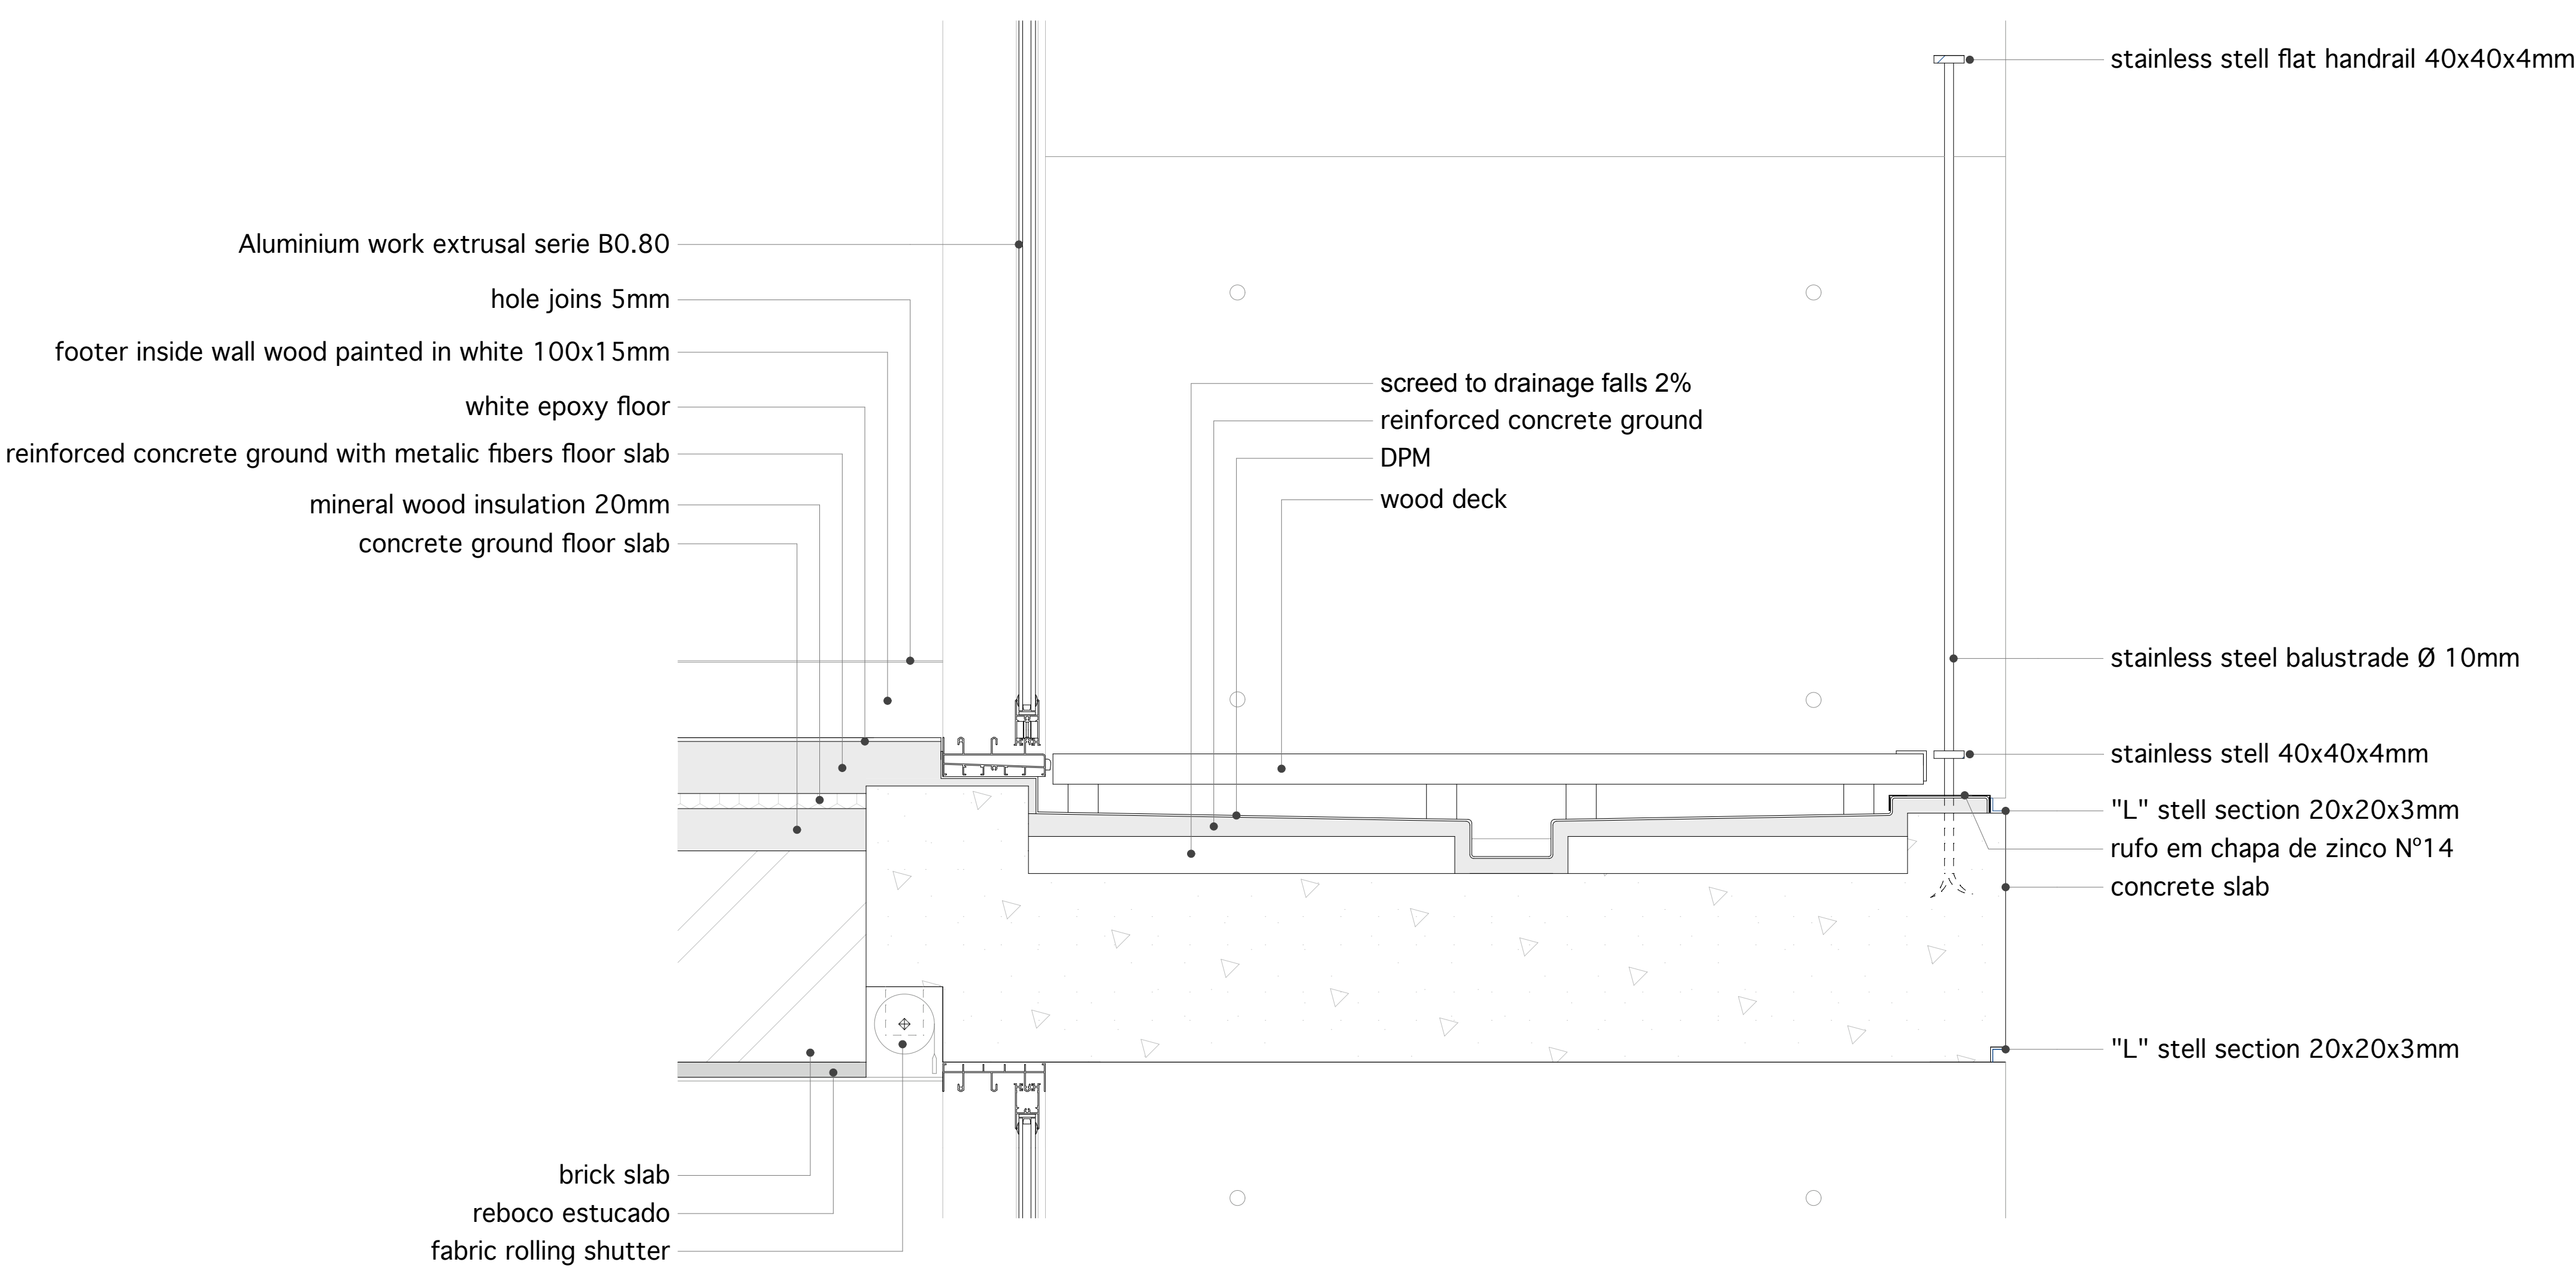 stainless stell flat handrail 40x40x4mm
Aluminium work extrusal serie B0.80
hole joins 5mm
footer inside wall wood painted in white 100x15mm
white epoxy floor
reinforced concrete ground with metalic fibers floor slab
mineral wood insulation 20mm
concrete ground floor slab
screed to drainage falls 2%
reinforced concrete ground
DPM
wood deck
stainless steel balustrade Ø 10mm
stainless stell 40x40x4mm
"L" stell section 20x20x3mm
rufo em chapa de zinco Nº14
concrete slab
"L" stell section 20x20x3mm
brick slab
reboco estucado
fabric rolling shutter